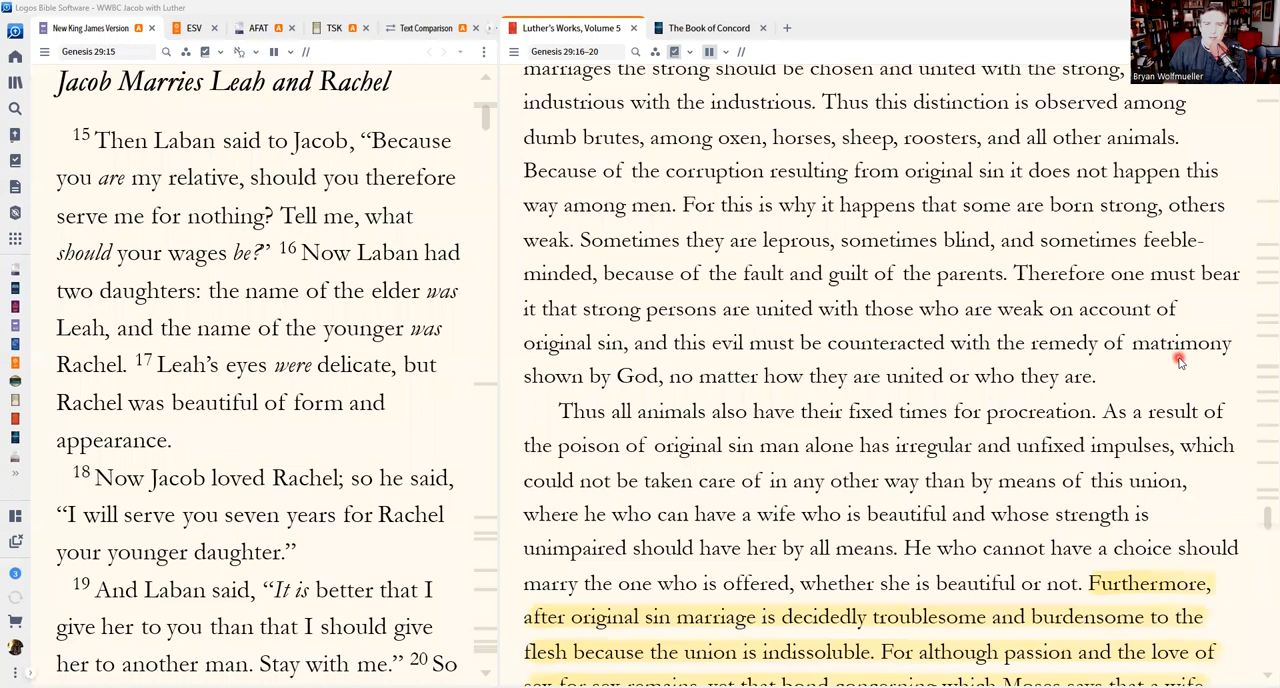 Logos Bible Software - WWBC Jacob with Luther
New King James Version A ×
ESV ×
AFAT A ×
TSK A ×
Text Comparison A ×
Luther's Works, Volume 5 ×
The Book of Concord ×
+
Genesis 29:15
Genesis 29:16–20
Bryan Wolfmueller
Jacob Marries Leah and Rachel
15 Then Laban said to Jacob, “Because
you are my relative, should you therefore
serve me for nothing? Tell me, what
should your wages be?” 16 Now Laban had
two daughters: the name of the elder was
Leah, and the name of the younger was
Rachel. 17 Leah’s eyes were delicate, but
Rachel was beautiful of form and
appearance.
18 Now Jacob loved Rachel; so he said,
“I will serve you seven years for Rachel
your younger daughter.”
19 And Laban said, “It is better that I
give her to you than that I should give
her to another man. Stay with me.” 20 So
marriages the strong should be chosen and united with the strong,
industrious with the industrious. Thus this distinction is observed among
dumb brutes, among oxen, horses, sheep, roosters, and all other animals.
Because of the corruption resulting from original sin it does not happen this
way among men. For this is why it happens that some are born strong, others
weak. Sometimes they are leprous, sometimes blind, and sometimes feeble-
minded, because of the fault and guilt of the parents. Therefore one must bear
it that strong persons are united with those who are weak on account of
original sin, and this evil must be counteracted with the remedy of matrimony
shown by God, no matter how they are united or who they are.
Thus all animals also have their fixed times for procreation. As a result of
the poison of original sin man alone has irregular and unfixed impulses, which
could not be taken care of in any other way than by means of this union,
where he who can have a wife who is beautiful and whose strength is
unimpaired should have her by all means. He who cannot have a choice should
marry the one who is offered, whether she is beautiful or not. Furthermore,
after original sin marriage is decidedly troublesome and burdensome to the
flesh because the union is indissoluble. For although passion and the love of
sex for sex remains, yet that bond concerning which Moses says that a wife
3